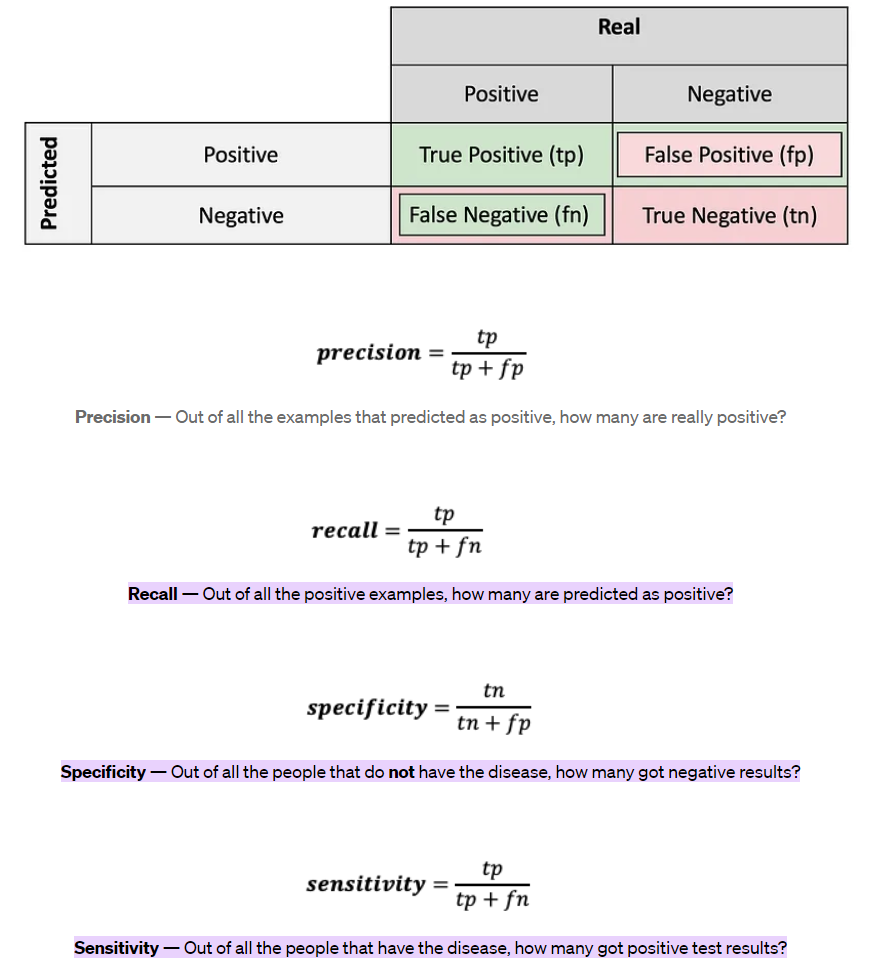 Real
Positive Negative
Predicted
Positive True Positive (tp) False Positive (fp)
Negative False Negative (fn) True Negative (tn)
precision = tp / (tp + fp)
Precision — Out of all the examples that predicted as positive, how many are really positive?
recall = tp / (tp + fn)
Recall — Out of all the positive examples, how many are predicted as positive?
specificity = tn / (tn + fp)
Specificity — Out of all the people that do not have the disease, how many got negative results?
sensitivity = tp / (tp + fn)
Sensitivity — Out of all the people that have the disease, how many got positive test results?